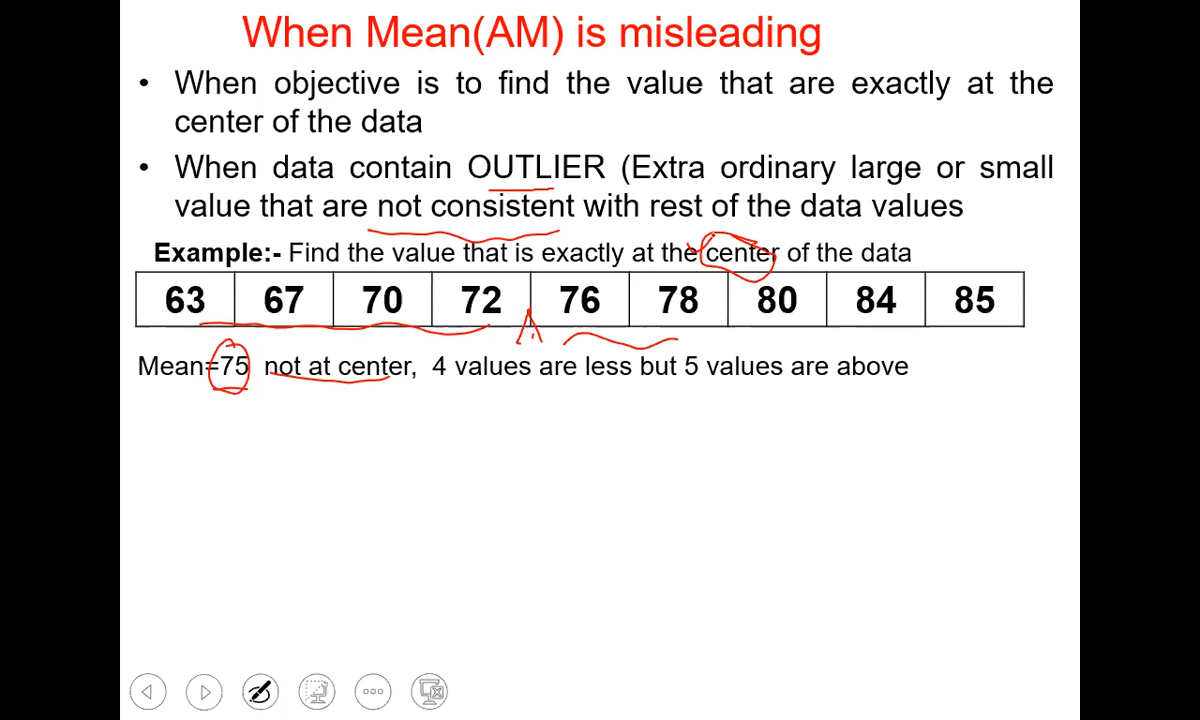 When Mean(AM) is misleading
• When objective is to find the value that are exactly at the
center of the data
• When data contain OUTLIER (Extra ordinary large or small
value that are not consistent with rest of the data values
Example:- Find the value that is exactly at the center of the data
63 67 70 72 76 78 80 84 85
Mean=75 not at center, 4 values are less but 5 values are above